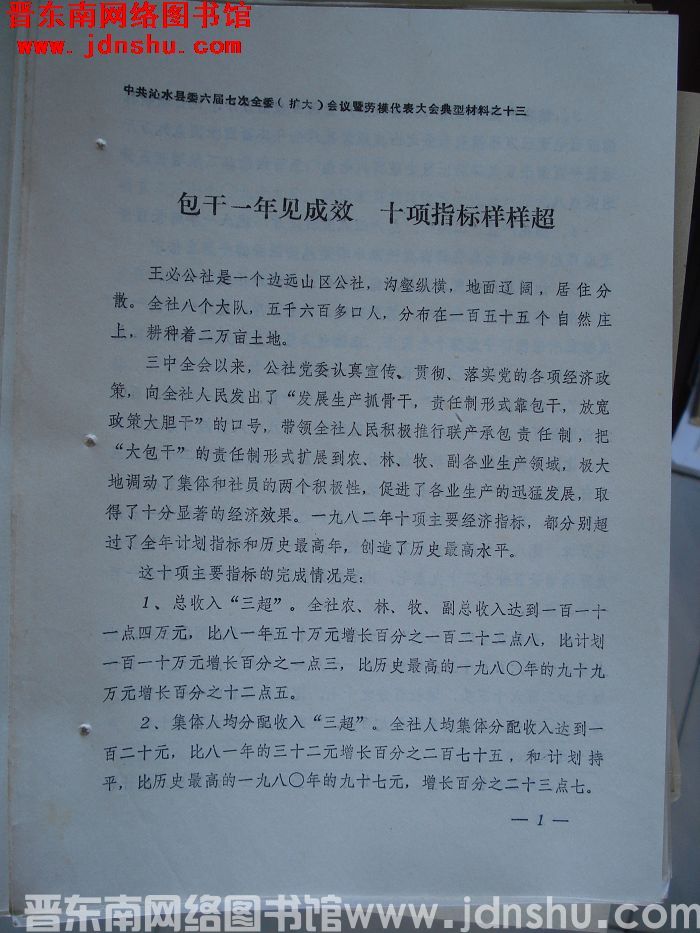 晋东南网络图书馆
www.jdnshu.com
中共沁水县委六届七次全委(扩大)会议暨劳模代表大会典型材料之十三
包干一年见成效 十项指标样样超
王必公社是一个边远山区公社，沟壑纵横，地面辽阔，居住分
散。全社八个大队，五千六百多口人，分布在一百五十五个自然庄
上，耕种着二万亩土地。
三中全会以来，公社党委认真宣传、贯彻、落实党的各项经济政
策，向全社人民发出了“发展生产抓骨干，责任制形式靠包干，放宽
政策大胆干”的口号，带领全社人民积极推行联产承包责任制，把
“大包干”的责任制形式扩展到农、林、牧、副各业生产领域，极大
地调动了集体和社员的两个积极性，促进了各业生产的迅猛发展，取
得了十分显著的经济效果。一九八二年十项主要经济指标，都分别超
过了全年计划指标和历史最高年，创造了历史最高水平。
这十项主要指标的完成情况是：
1、总收入“三超”。全社农、林、牧、副总收入达到一百一十
一点四万元，比八一年五十万元增长百分之一百二十二点八，比计划
一百一十万元增长百分之一点三，比历史最高的一九八〇年的九十九
万元增长百分之十二点五。
2、集体人均分配收入“三超”。全社人均集体分配收入达到一
百二十元，比八一年的三十二元增长百分之二百七十五，和计划持
平，比历史最高的一九八〇年的九十七元，增长百分之二十三点七。
— 1 —
晋东南网络图书馆 www.jdnshu.com